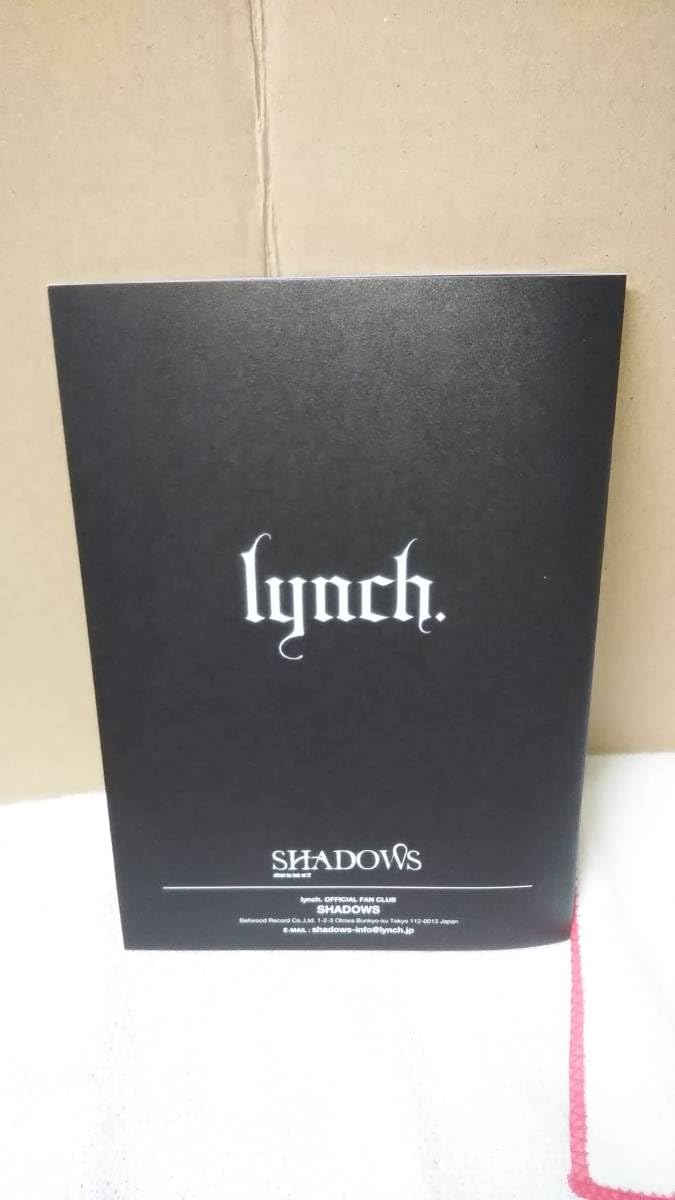 lynch.
SHADOWS
lynch. OFFICIAL FAN CLUB
SHADOWS
Bellwood Record Co.,Ltd. 1-2-3 Otowa Bunkyo-ku Tokyo 112-0013 Japan
E-MAIL : shadows-info@lynch.jp